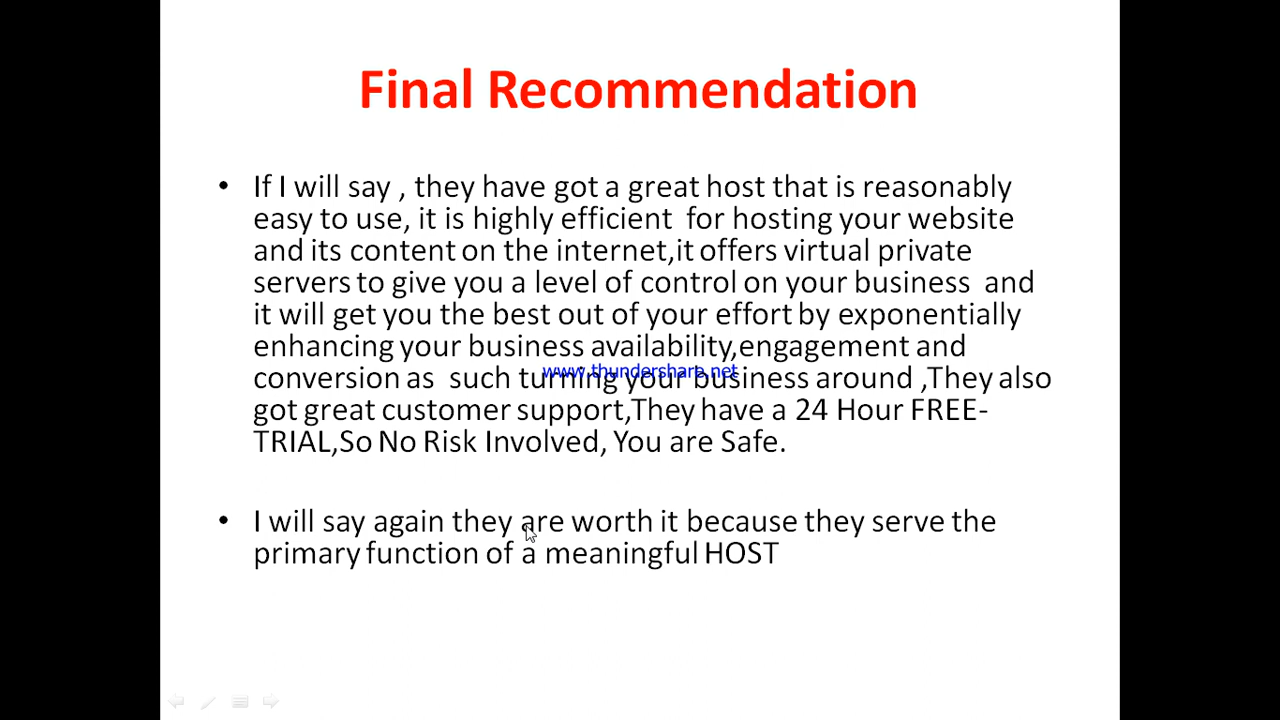 Final Recommendation
• If I will say , they have got a great host that is reasonably
easy to use, it is highly efficient  for hosting your website
and its content on the internet,it offers virtual private
servers to give you a level of control on your business  and
it will get you the best out of your effort by exponentially
enhancing your business availability,engagement and
conversion as  such turning your business around ,They also
www.thundershare.net
got great customer support,They have a 24 Hour FREE-
TRIAL,So No Risk Involved, You are Safe.
• I will say again they are worth it because they serve the
primary function of a meaningful HOST